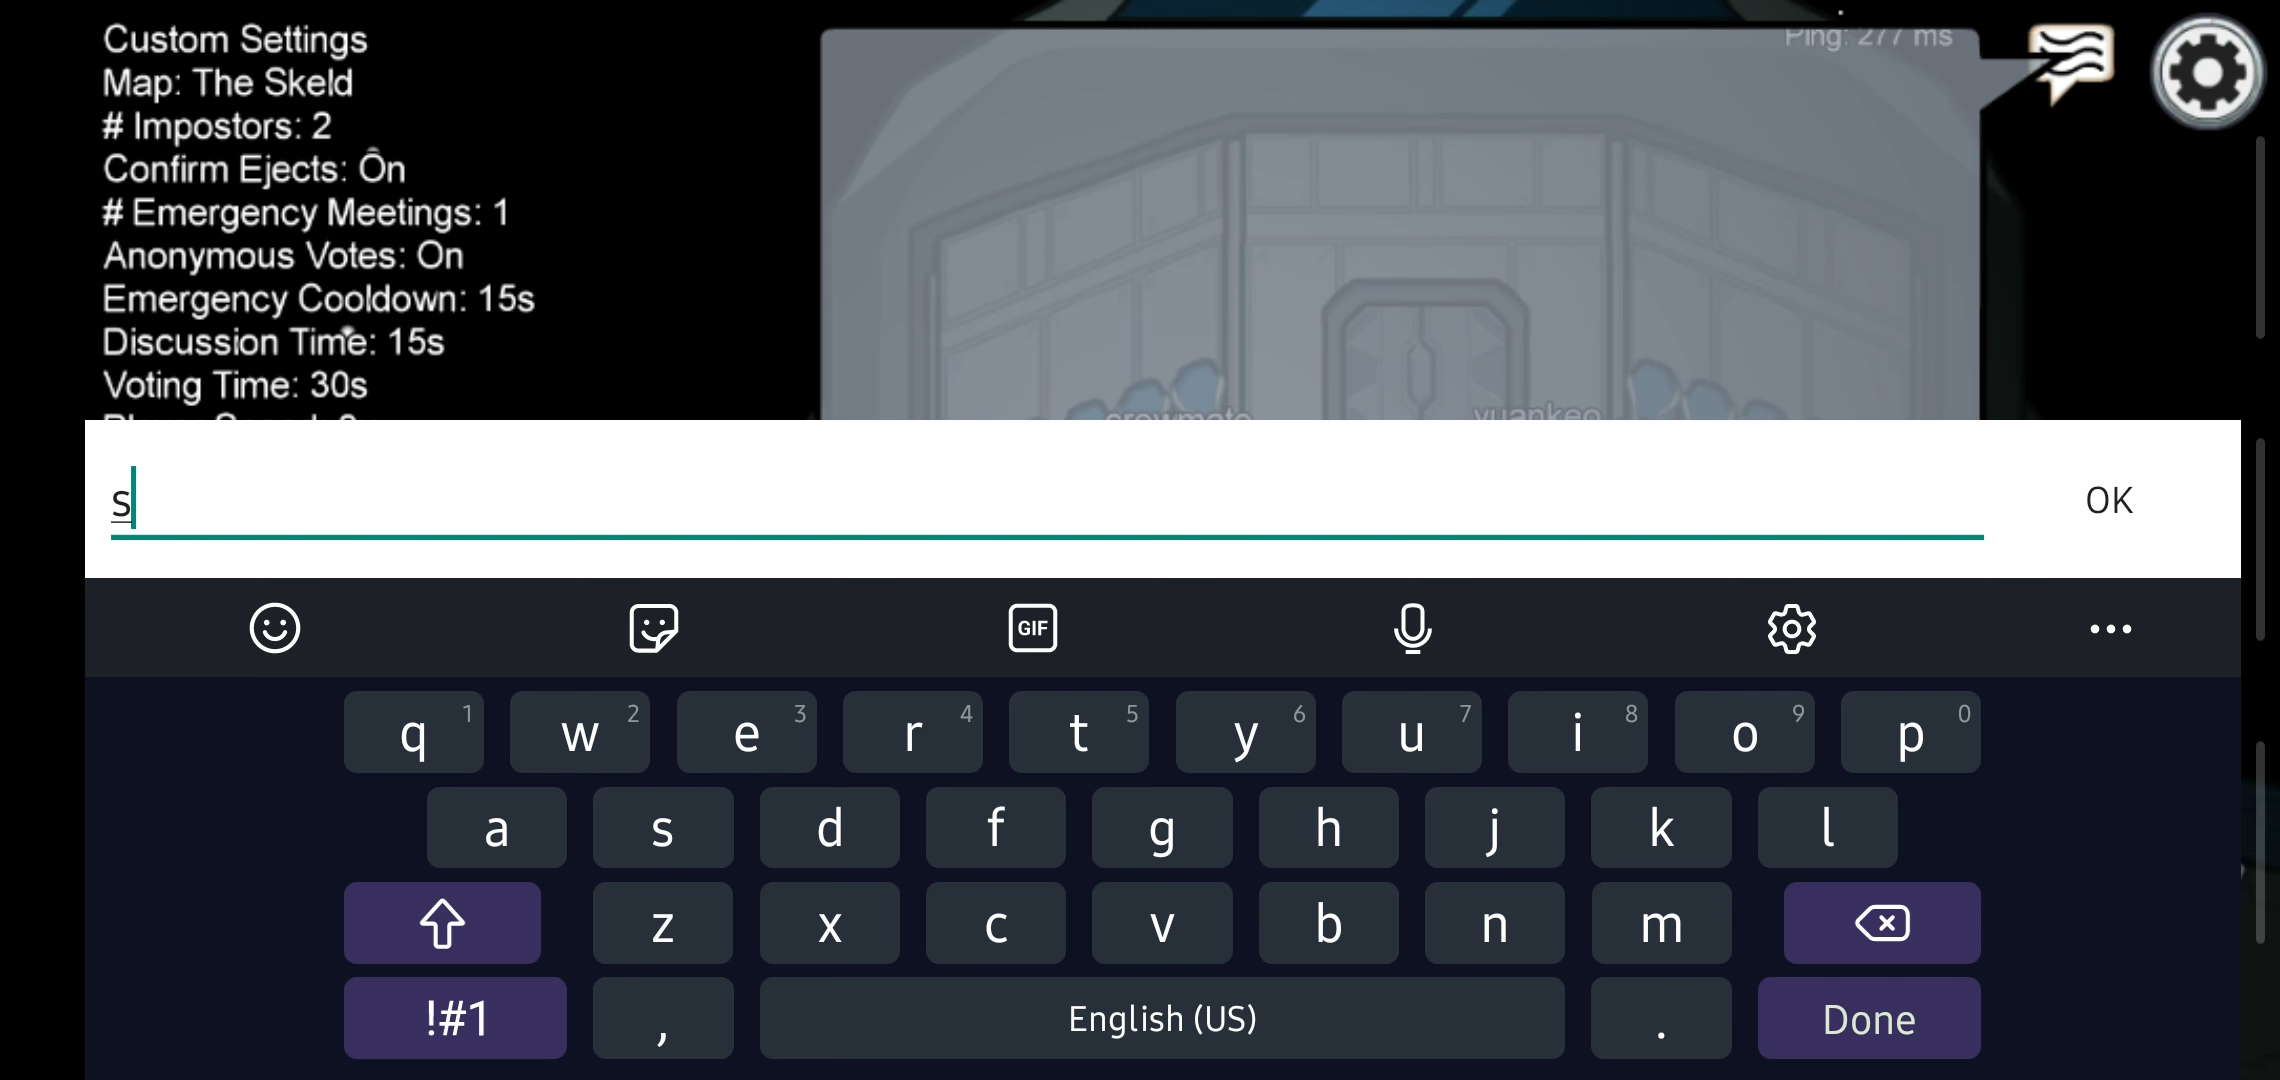 Custom Settings
Map: The Skeld
# Impostors: 2
Confirm Ejects: On
# Emergency Meetings: 1
Anonymous Votes: On
Emergency Cooldown: 15s
Discussion Time: 15s
Voting Time: 30s
Ping: 277 ms
yuankeo
s
OK
GIF
q 1 w 2 e 3 r 4 t 5 y 6 u 7 i 8 o 9 p 0
a s d f g h j k l
z x c v b n m
!#1 , English (US) . Done